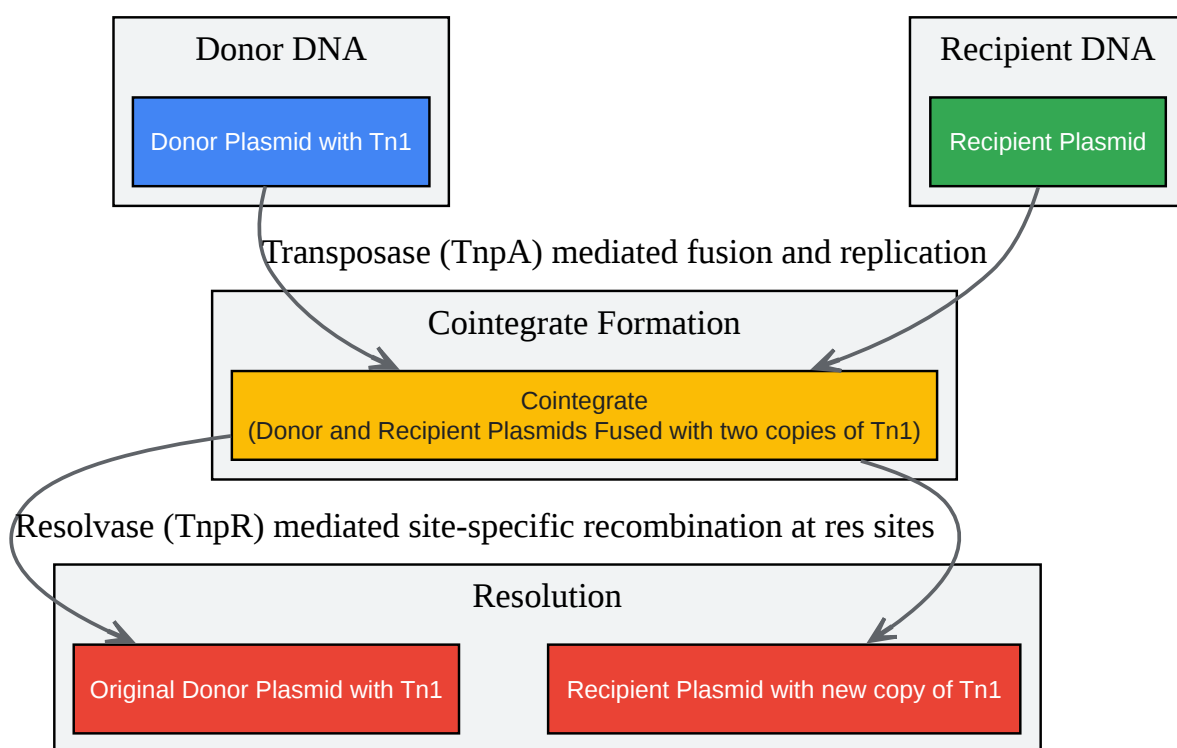 Donor DNA
Recipient DNA
Donor Plasmid with Tn1
Recipient Plasmid
Transposase (TnpA) mediated fusion and replication
Cointegrate Formation
Cointegrate
(Donor and Recipient Plasmids Fused with two copies of Tn1)
Resolvase (TnpR) mediated site-specific recombination at res sites
Resolution
Original Donor Plasmid with Tn1
Recipient Plasmid with new copy of Tn1